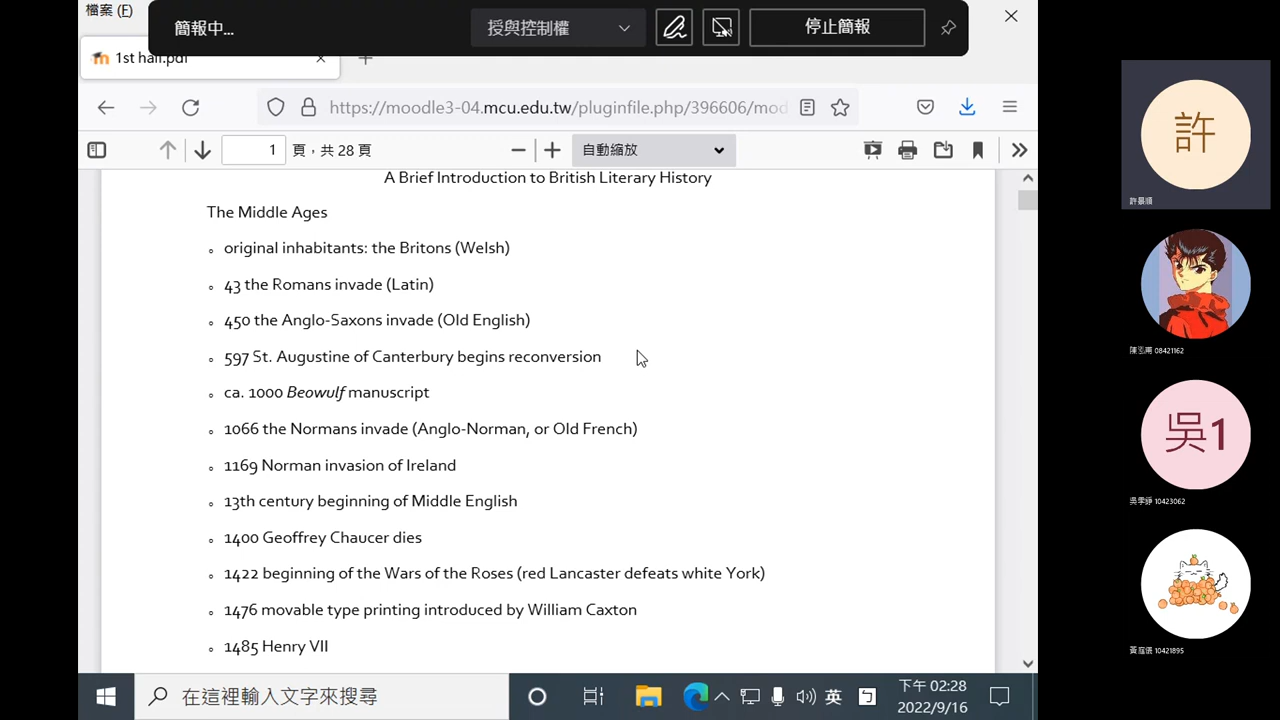 檔案 (F)
簡報中...
授與控制權
停止簡報
1st half.pdf
https://moodle3-04.mcu.edu.tw/pluginfile.php/396606/mod
1
頁，共 28 頁
自動縮放
A Brief Introduction to British Literary History
The Middle Ages
original inhabitants: the Britons (Welsh)
43 the Romans invade (Latin)
450 the Anglo-Saxons invade (Old English)
597 St. Augustine of Canterbury begins reconversion
ca. 1000 Beowulf manuscript
1066 the Normans invade (Anglo-Norman, or Old French)
1169 Norman invasion of Ireland
13th century beginning of Middle English
1400 Geoffrey Chaucer dies
1422 beginning of the Wars of the Roses (red Lancaster defeats white York)
1476 movable type printing introduced by William Caxton
1485 Henry VII
在這裡輸入文字來搜尋
英
下午 02:28
2022/9/16
許
吳1
08421162
10423062
10421895